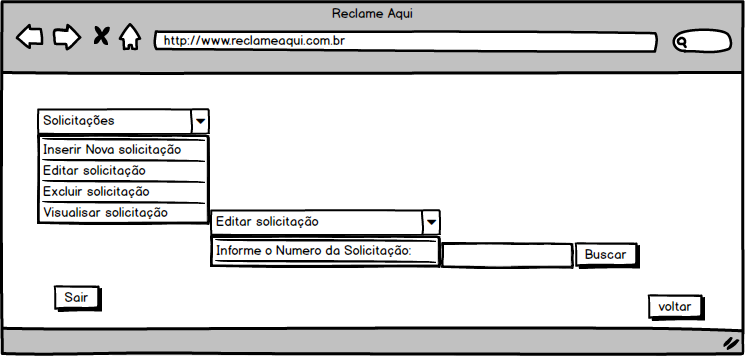 Reclame Aqui
http://www.reclameaqui.com.br
Solicitações
Inserir Nova solicitação
Editar solicitação
Excluir solicitação
Visualisar solicitação
Editar solicitação
Informe o Numero da Solicitação:
Buscar
Sair
voltar